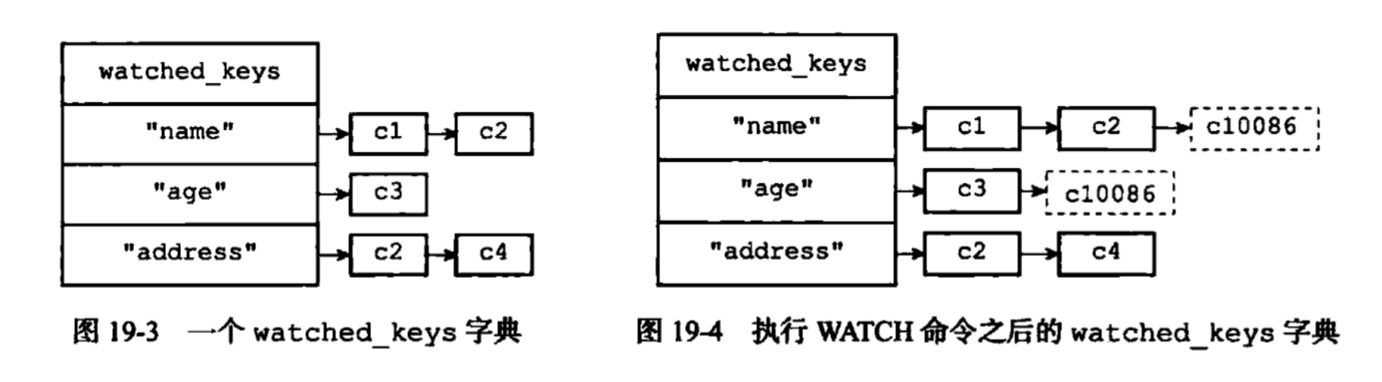 watched_keys
"name"
c1
c2
"age"
c3
"address"
c2
c4
图 19-3 一个 watched_keys 字典
watched_keys
"name"
c1
c2
c10086
"age"
c3
c10086
"address"
c2
c4
图 19-4 执行 WATCH 命令之后的 watched_keys 字典